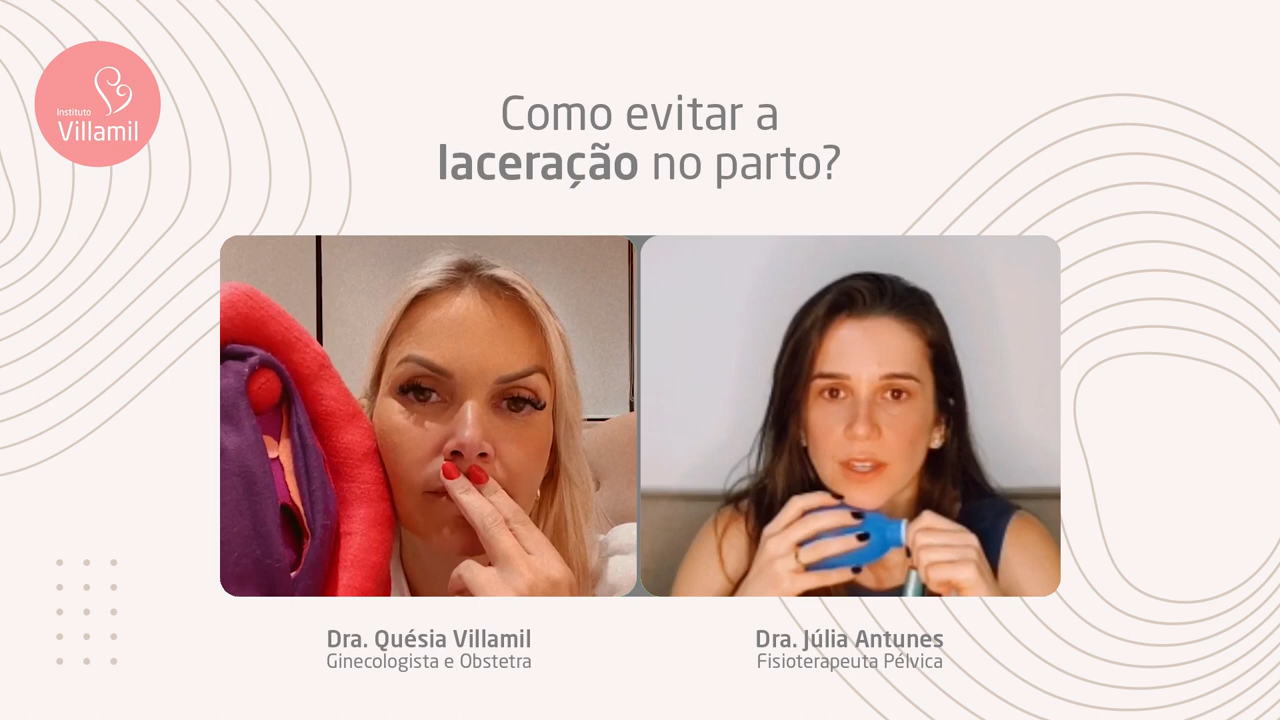 Instituto
Villamil
Como evitar a
laceração no parto?
Dra. Quésia Villamil
Ginecologista e Obstetra
Dra. Júlia Antunes
Fisioterapeuta Pélvica